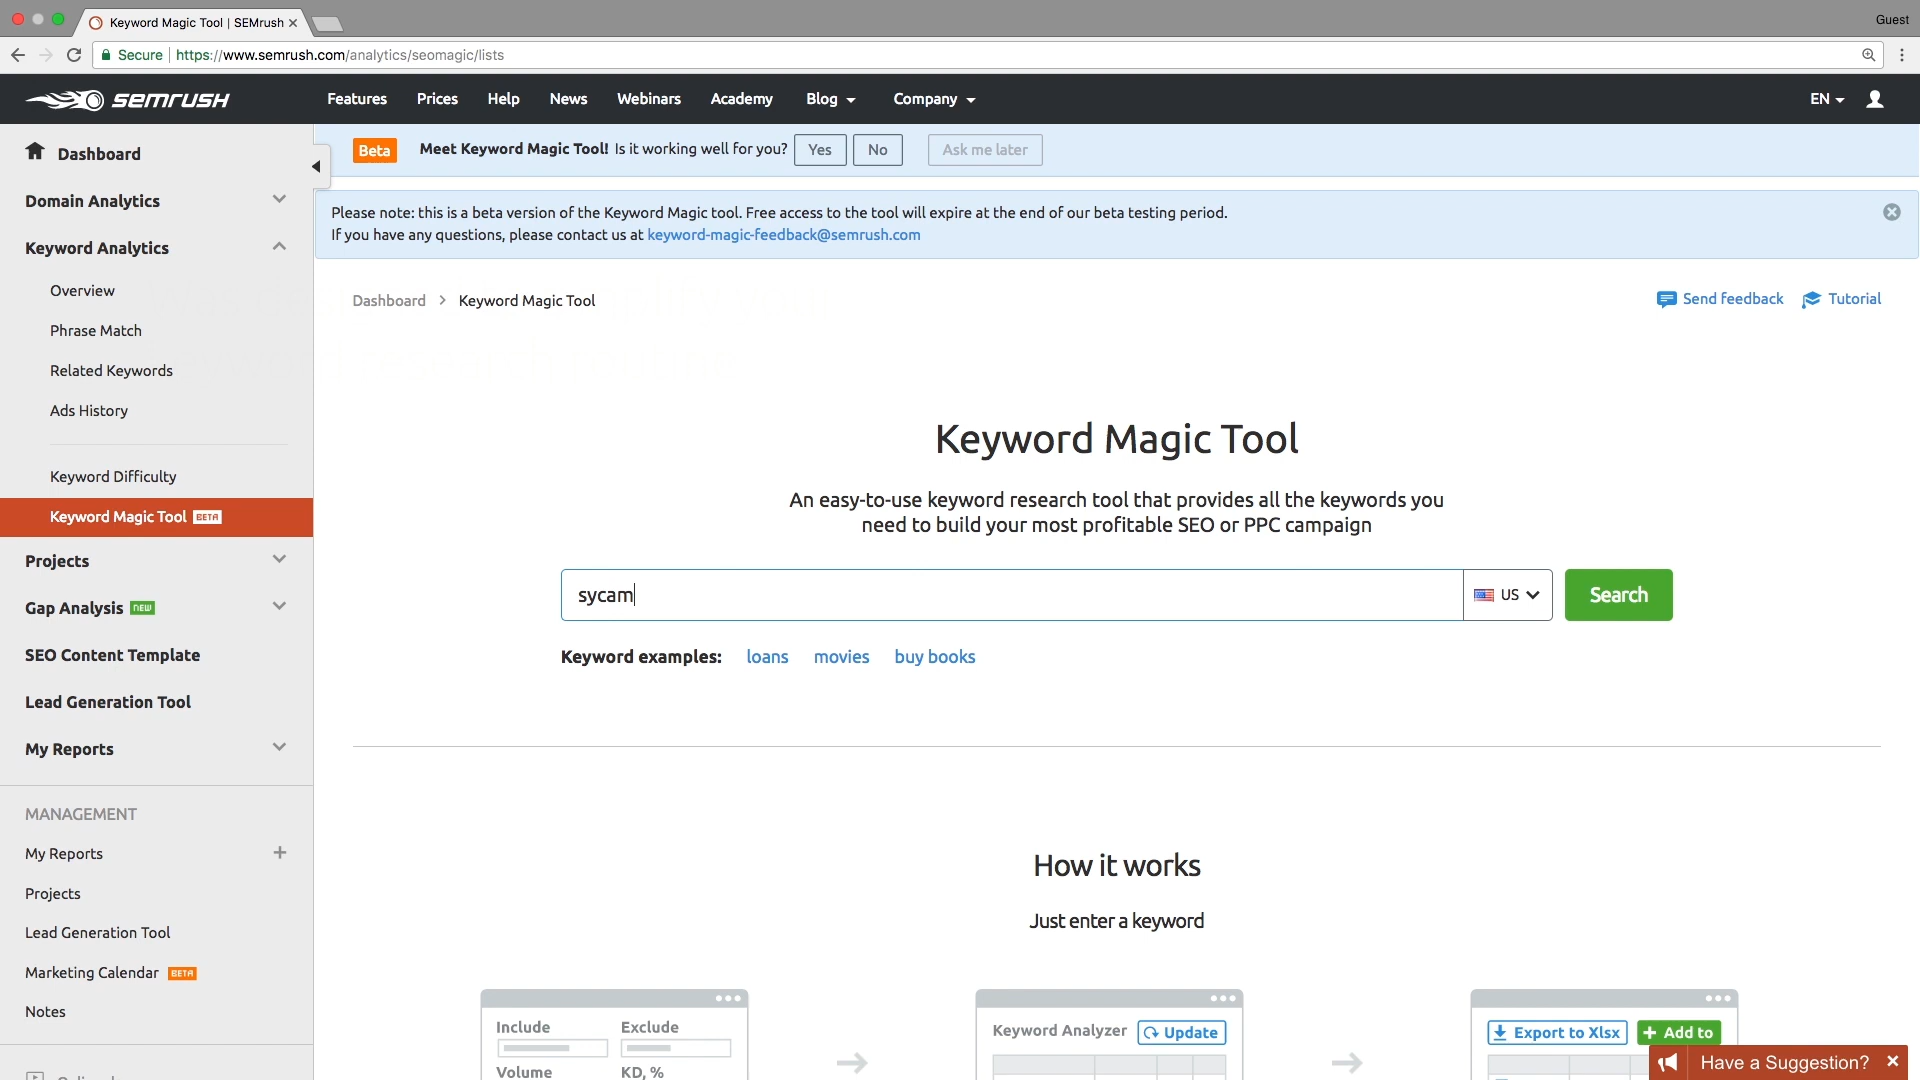 Keyword Magic Tool | SEMrush
Guest
Secure
https://www.semrush.com/analytics/seomagic/lists
semrush
Features
Prices
Help
News
Webinars
Academy
Blog
Company
EN
Dashboard
Domain Analytics
Keyword Analytics
Overview
Phrase Match
Related Keywords
Ads History
Keyword Difficulty
Keyword Magic Tool BETA
Projects
Gap Analysis new
SEO Content Template
Lead Generation Tool
My Reports
MANAGEMENT
My Reports
Projects
Lead Generation Tool
Marketing Calendar BETA
Notes
Beta
Meet Keyword Magic Tool! Is it working well for you?
Yes
No
Ask me later
Please note: this is a beta version of the Keyword Magic tool. Free access to the tool will expire at the end of our beta testing period.
If you have any questions, please contact us at keyword-magic-feedback@semrush.com
Dashboard > Keyword Magic Tool
Send feedback
Tutorial
Keyword Magic Tool
An easy-to-use keyword research tool that provides all the keywords you
need to build your most profitable SEO or PPC campaign
sycam
US
Search
Keyword examples: loans movies buy books
How it works
Just enter a keyword
Include
Exclude
Volume
KD, %
Keyword Analyzer
Update
Export to Xlsx
+ Add to
Have a Suggestion?